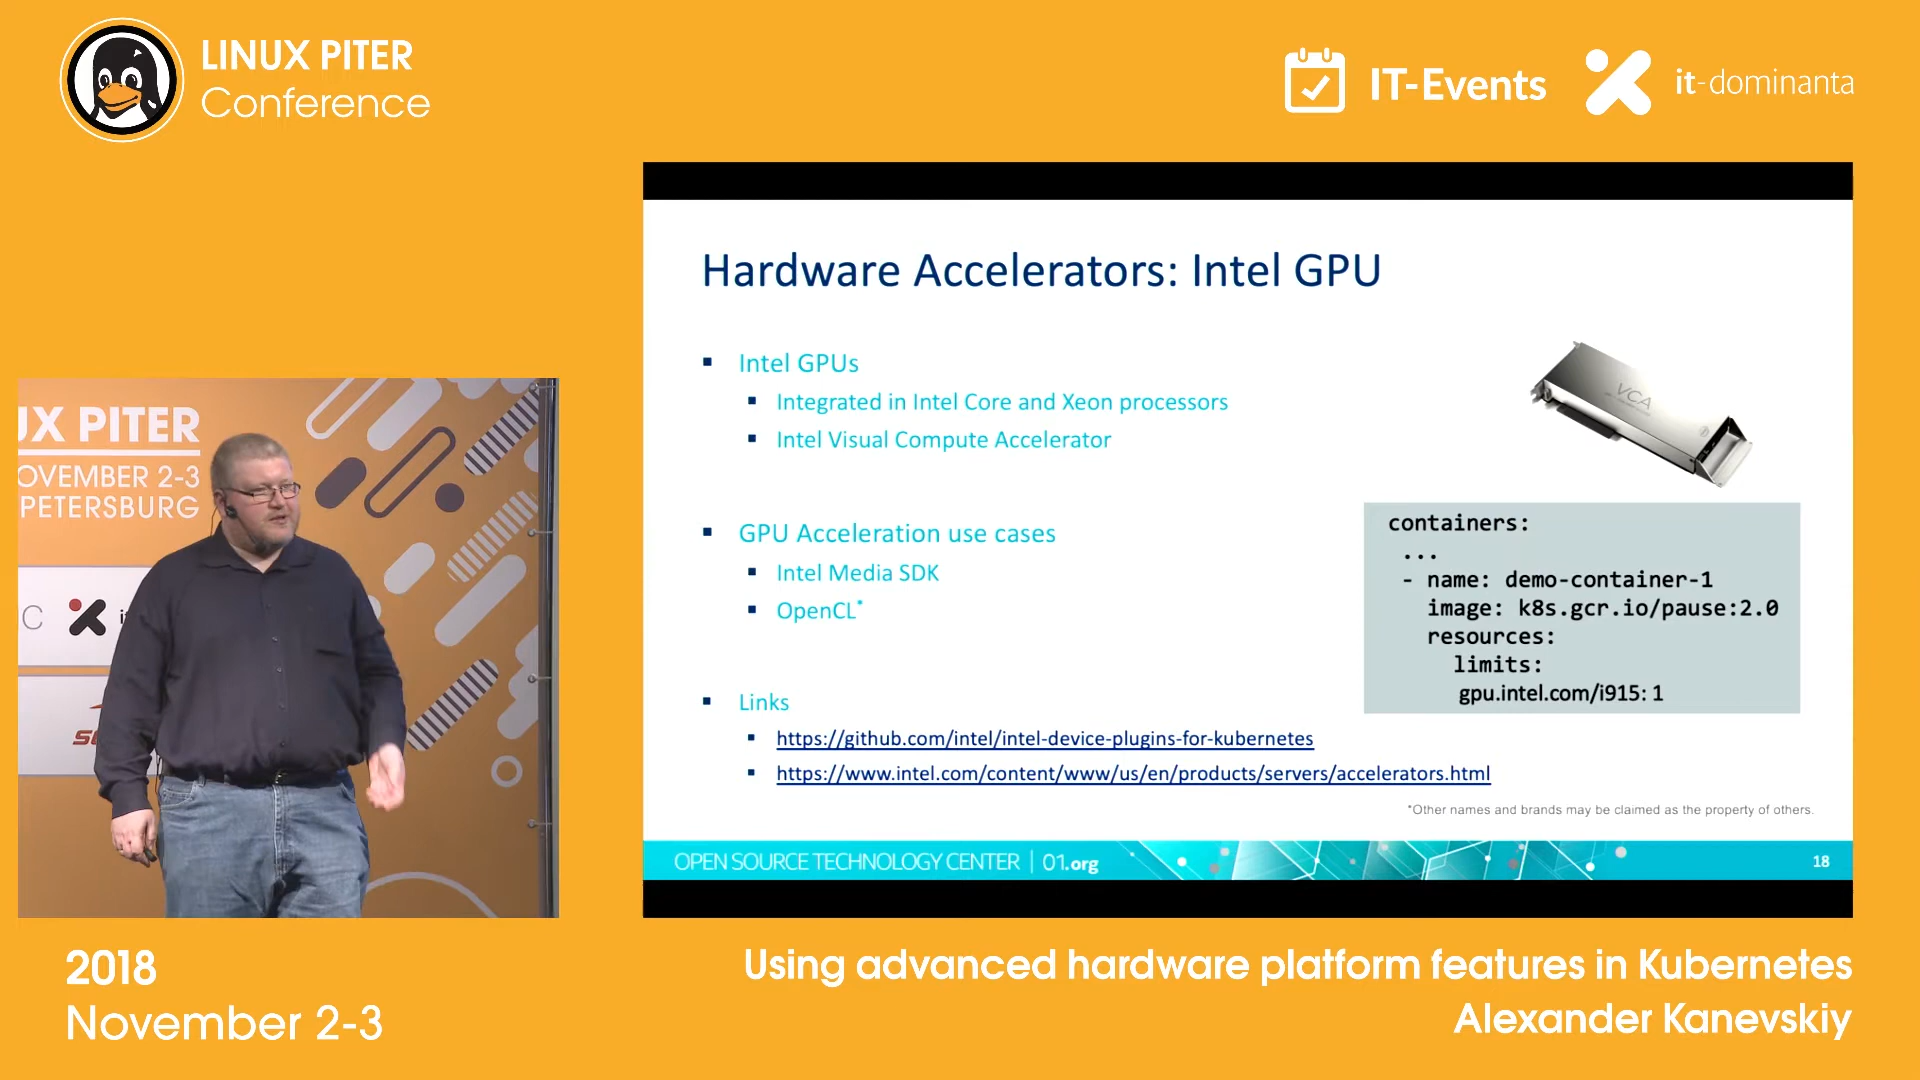 LINUX PITER
Conference
IT-Events
it-dominanta
UX PITER
OVEMBER 2-3
PETERSBURG
C
it
Hardware Accelerators: Intel GPU
Intel GPUs
Integrated in Intel Core and Xeon processors
Intel Visual Compute Accelerator
VCA
GPU Acceleration use cases
Intel Media SDK
OpenCL*
containers:
...
- name: demo-container-1
image: k8s.gcr.io/pause:2.0
resources:
limits:
gpu.intel.com/i915: 1
Links
https://github.com/intel/intel-device-plugins-for-kubernetes
https://www.intel.com/content/www/us/en/products/servers/accelerators.html
*Other names and brands may be claimed as the property of others.
OPEN SOURCE TECHNOLOGY CENTER | 01.org
18
2018
November 2-3
Using advanced hardware platform features in Kubernetes
Alexander Kanevskiy